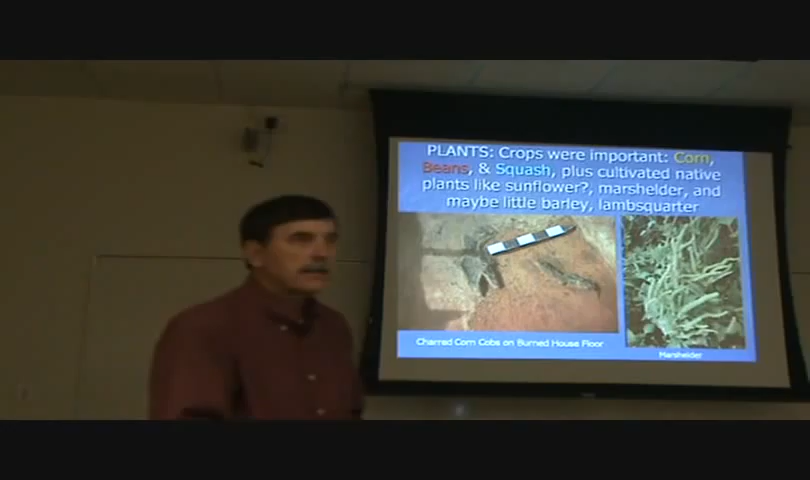 PLANTS: Crops were important: Corn,
Beans, & Squash, plus cultivated native
plants like sunflower?, marshelder, and
maybe little barley, lambsquarter
Charred Corn Cobs on Burned House Floor
Marshelder